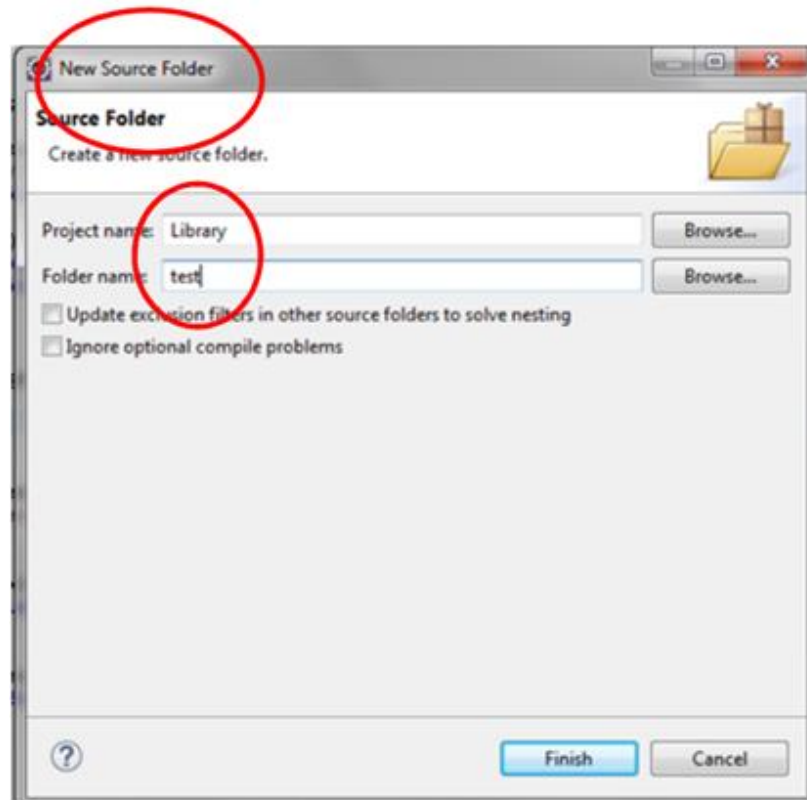 New Source Folder
Source Folder
Create a new source folder.
Project name: Library Browse...
Folder name: test Browse...
Update exclusion filters in other source folders to solve nesting
Ignore optional compile problems
? Finish Cancel